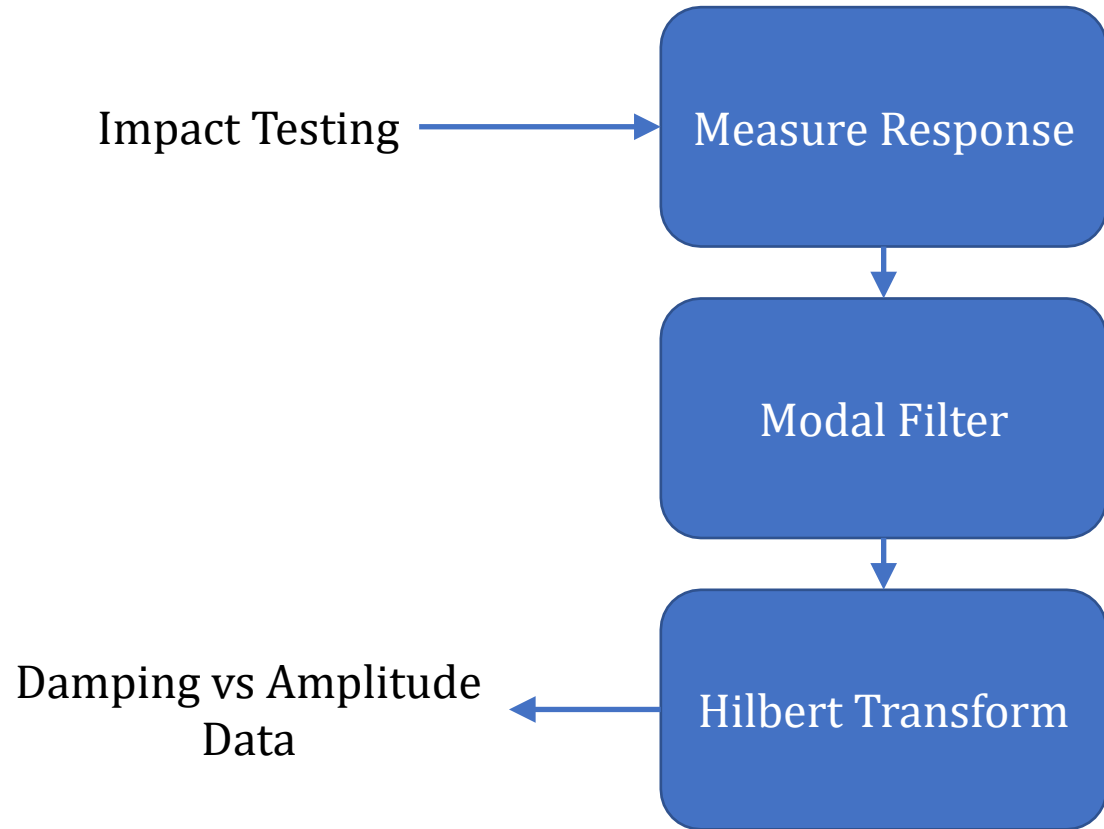 Impact Testing
Measure Response
Modal Filter
Hilbert Transform
Damping vs Amplitude
Data